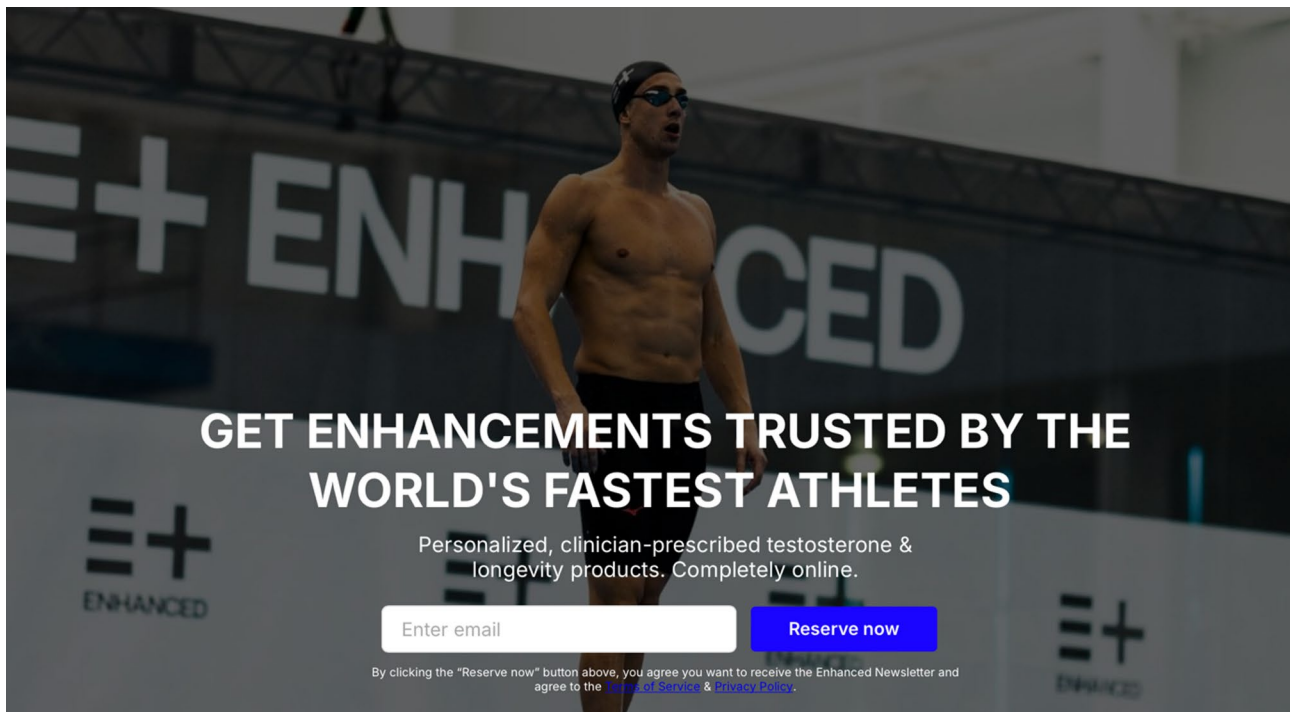 E+ ENHANCED
GET ENHANCEMENTS TRUSTED BY THE
WORLD'S FASTEST ATHLETES
Personalized, clinician-prescribed testosterone &
longevity products. Completely online.
Enter email
Reserve now
By clicking the “Reserve now” button above, you agree you want to receive the Enhanced Newsletter and
agree to the Terms of Service & Privacy Policy.
E+
ENHANCED
E+
ENHANCED
E+
ENHANCED